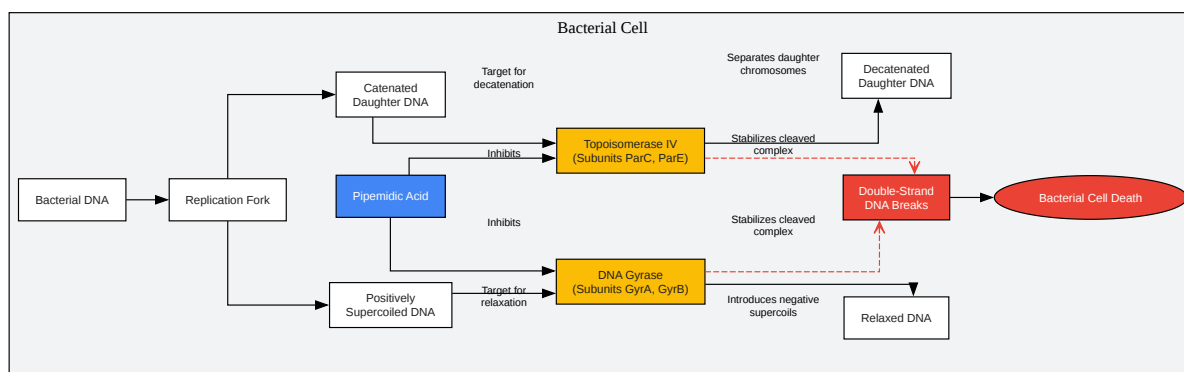 Bacterial Cell
Separates daughter
chromosomes
Target for
decatenation
Decatenated
Daughter DNA
Catenated
Daughter DNA
Stabilizes cleaved
complex
Topoisomerase IV
(Subunits ParC, ParE)
Inhibits
Bacterial DNA
Replication Fork
Pipemidic Acid
Double-Strand
DNA Breaks
Bacterial Cell Death
Inhibits
Stabilizes cleaved
complex
DNA Gyrase
(Subunits GyrA, GyrB)
Positively
Supercoiled DNA
Target for
relaxation
Introduces negative
supercoils
Relaxed DNA